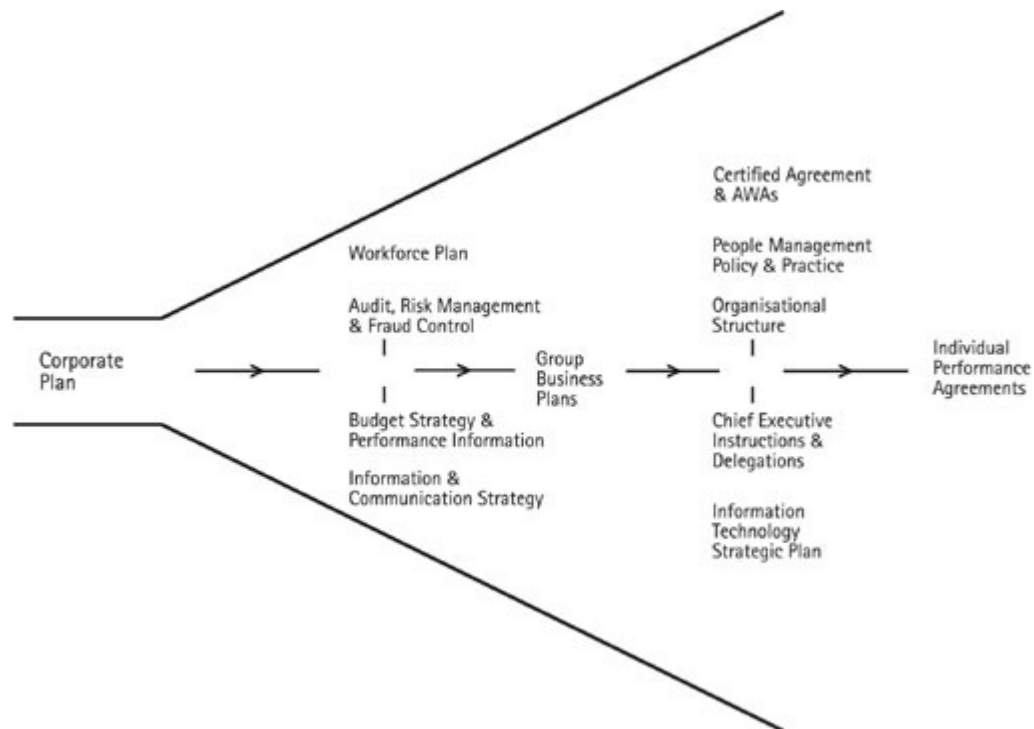 Corporate
Plan
Workforce Plan
Audit, Risk Management
& Fraud Control
Budget Strategy &
Performance Information
Information &
Communication Strategy
Group
Business
Plans
Certified Agreement
& AWAs
People Management
Policy & Practice
Organisational
Structure
Chief Executive
Instructions &
Delegations
Information
Technology
Strategic Plan
Individual
Performance
Agreements